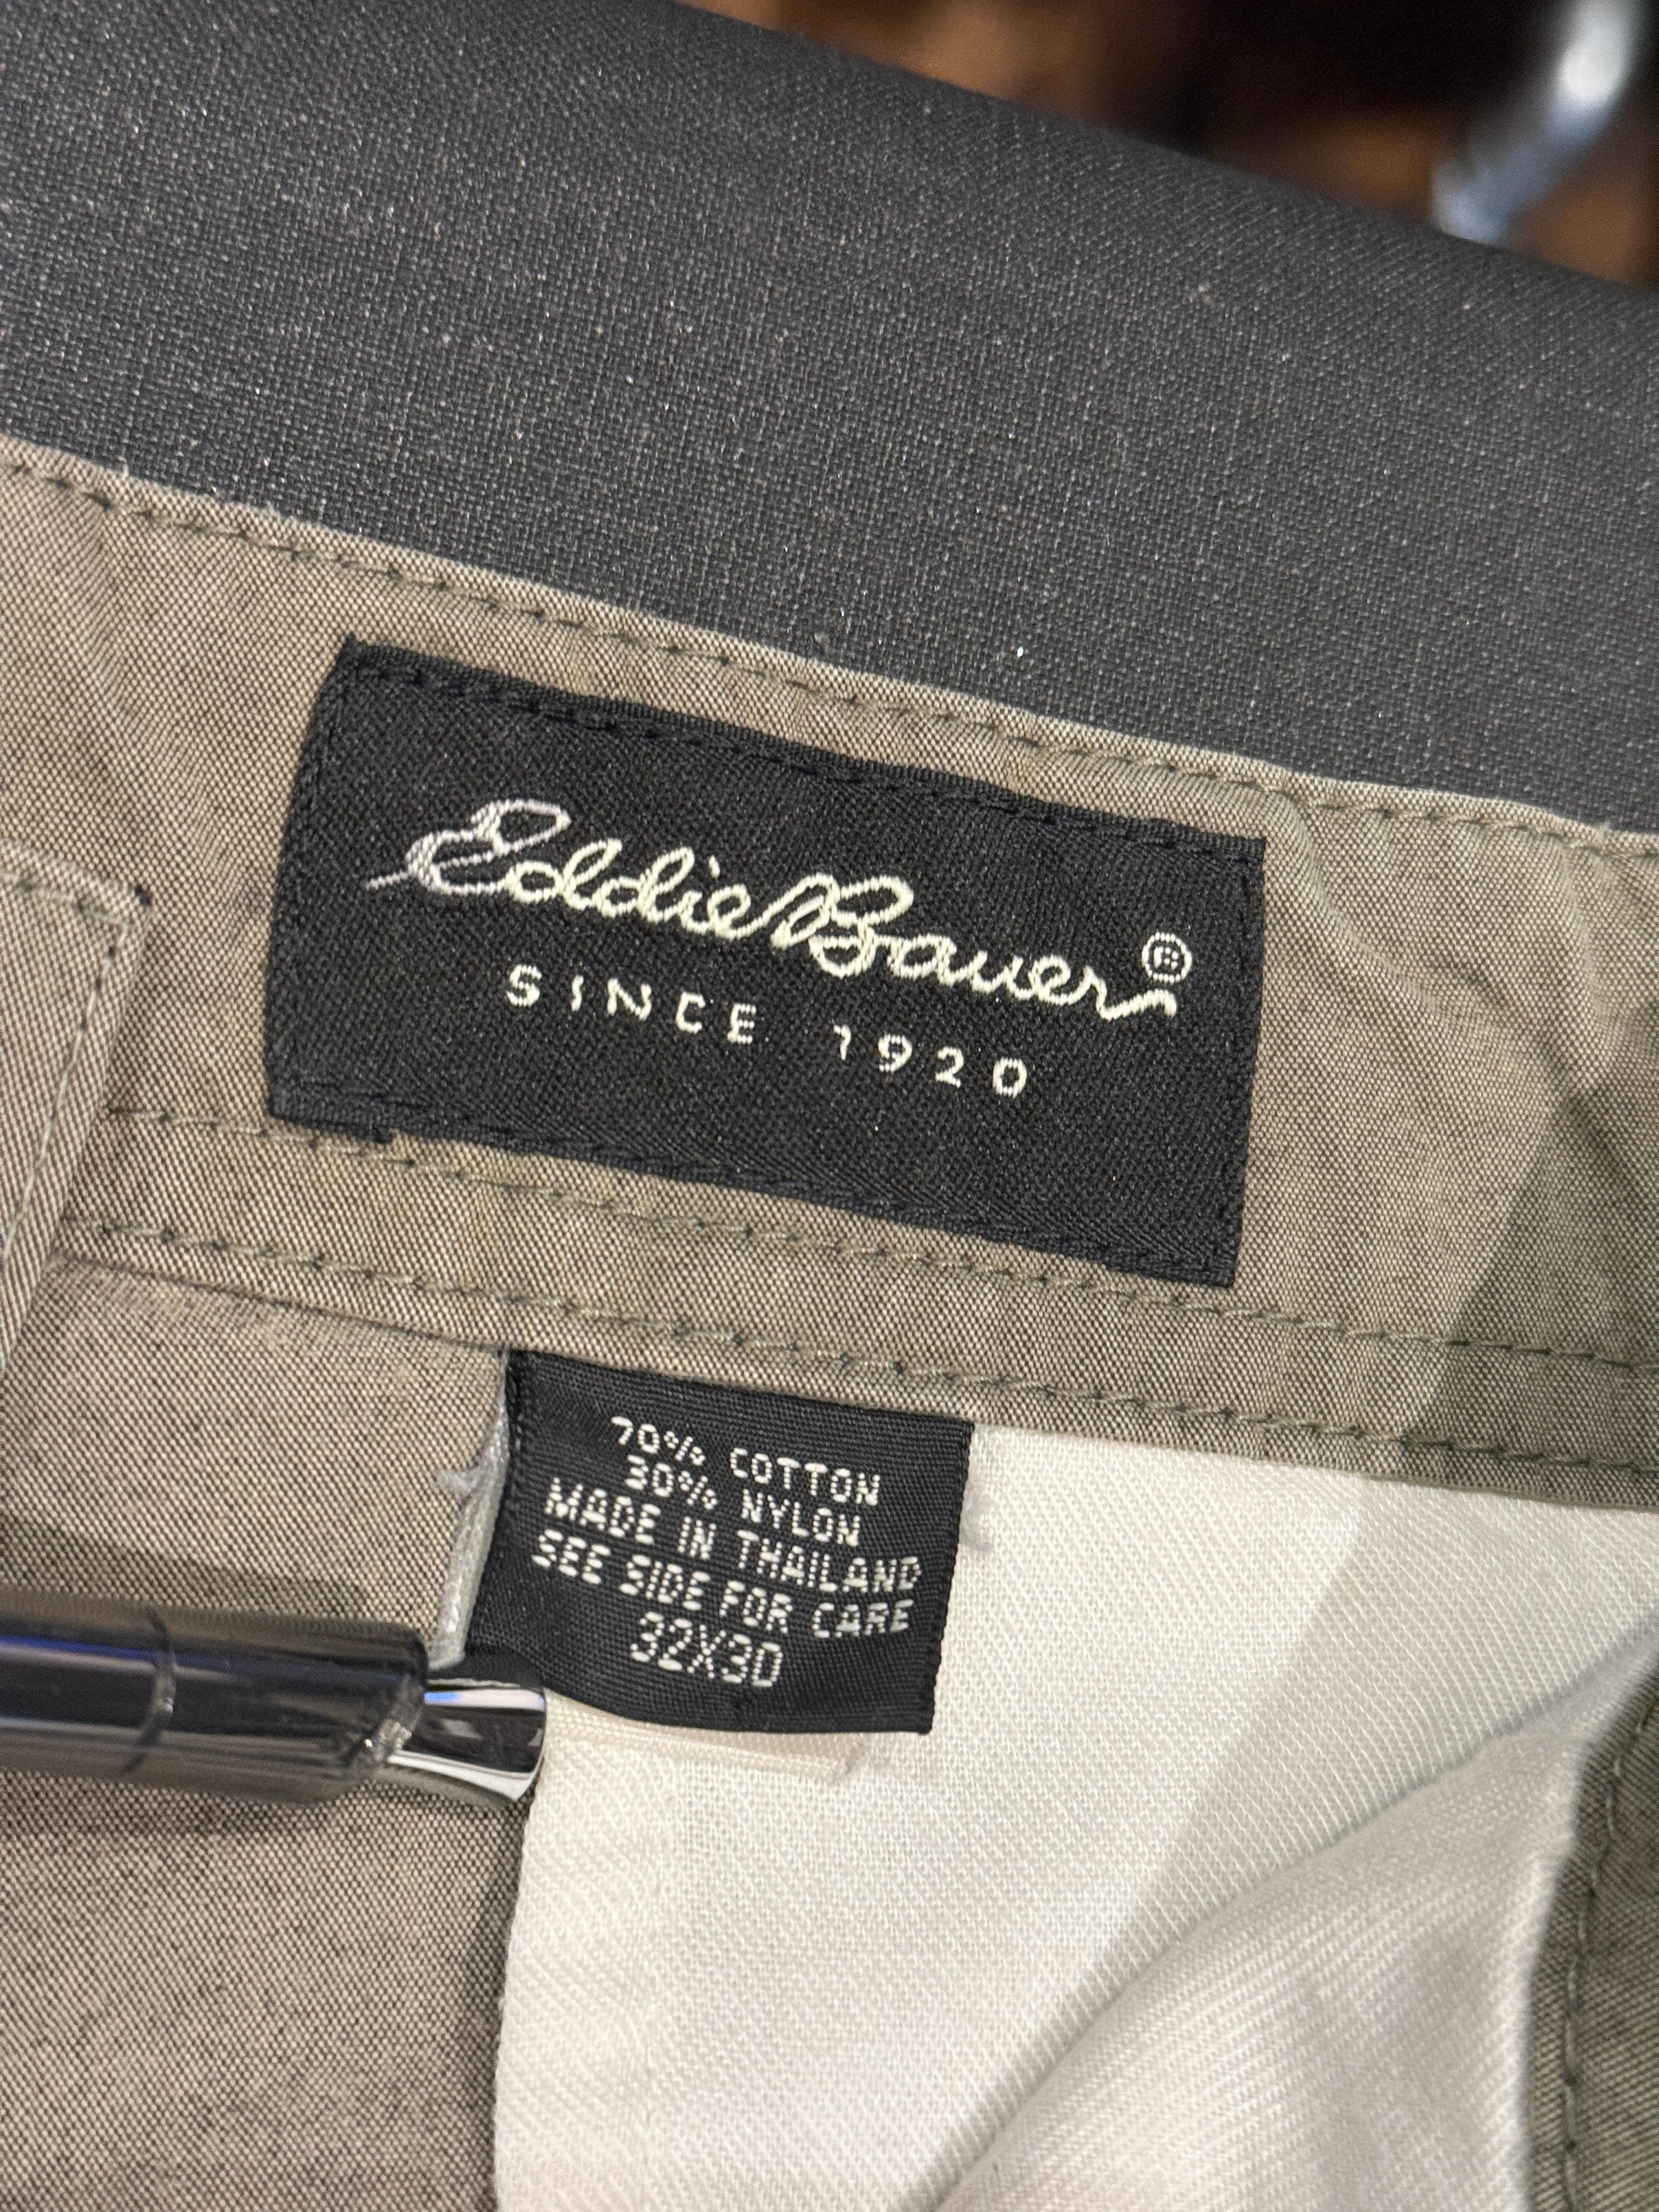 Eddie Bauer®
SINCE 1920
70% COTTON
30% NYLON
MADE IN THAILAND
SEE SIDE FOR CARE
32X30